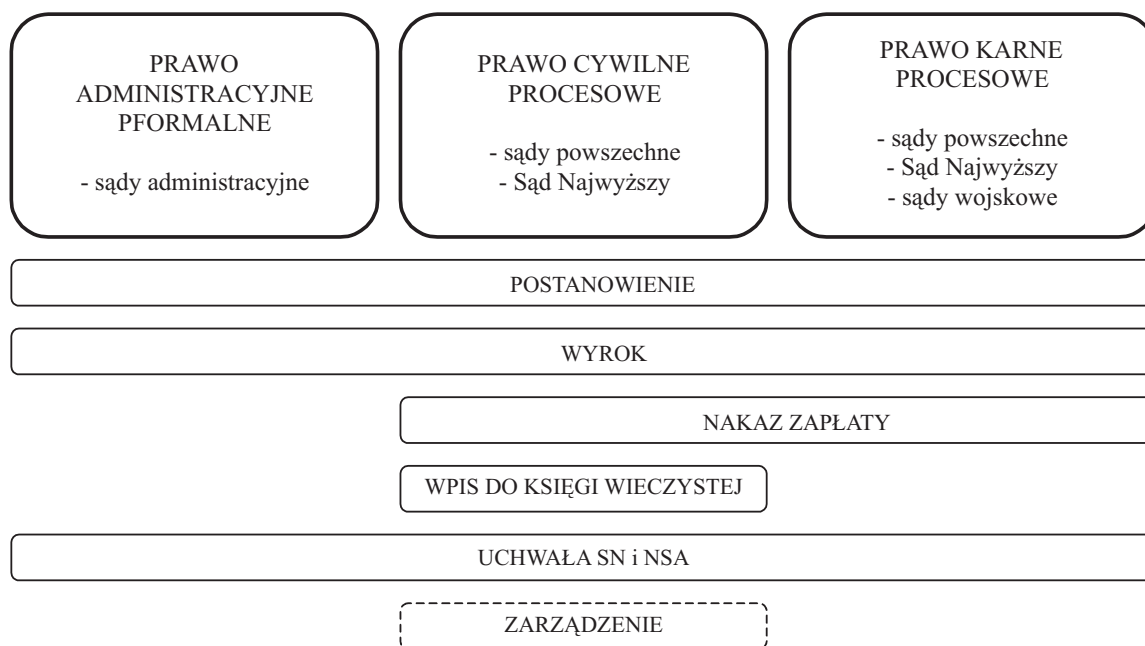 PRAWO
ADMINISTRACYJNE
PFORMALNE
- sądy administracyjne
PRAWO CYWILNE
PROCESOWE
- sądy powszechne
- Sąd Najwyższy
PRAWO KARNE
PROCESOWE
- sądy powszechne
- Sąd Najwyższy
- sądy wojskowe
POSTANOWIENIE
WYROK
NAKAZ ZAPŁATY
WPIS DO KSIĘGI WIECZYSTEJ
UCHWAŁA SN i NSA
ZARZĄDZENIE